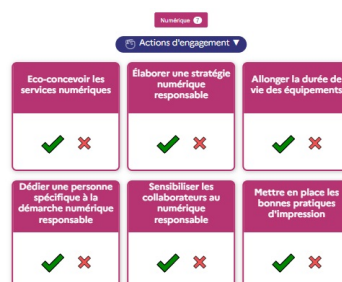 Numérique ?
Actions d'engagement ▼
Eco-concevoir les
services numériques
Élaborer une stratégie
numérique
responsable
Allonger la durée de
vie des équipements
Dédier une personne
spécifique à la
démarche numérique
responsable
Sensibiliser les
collaborateurs au
numérique
responsable
Mettre en place les
bonnes pratiques
d'impression